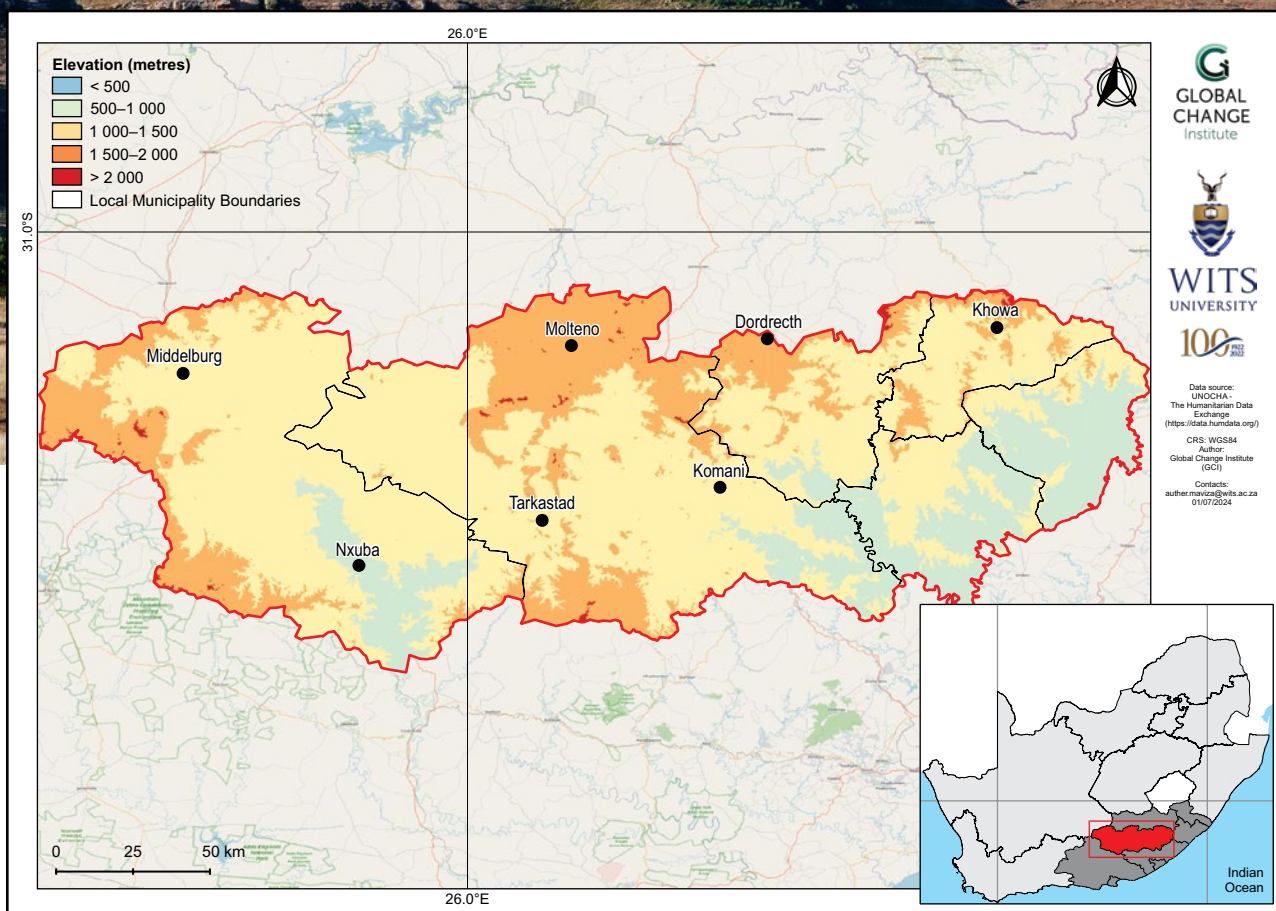 26.0°E
Elevation (metres)
< 500
500–1 000
1 000–1 500
1 500–2 000
> 2 000
Local Municipality Boundaries
31.0°S
Middelburg
Molteno
Dordrecth
Khowa
Komani
Tarkastad
Nxuba
0 25 50 km
26.0°E
Indian
Ocean
GLOBAL
CHANGE
Institute
WITS
UNIVERSITY
100 1922
2022
Data source:
UNOCHA -
The Humanitarian Data
Exchange
(https://data.humdata.org/)
CRS: WGS84
Author:
Global Change Institute
(GCI)
Contacts:
auther.maviza@wits.ac.za
01/07/2024